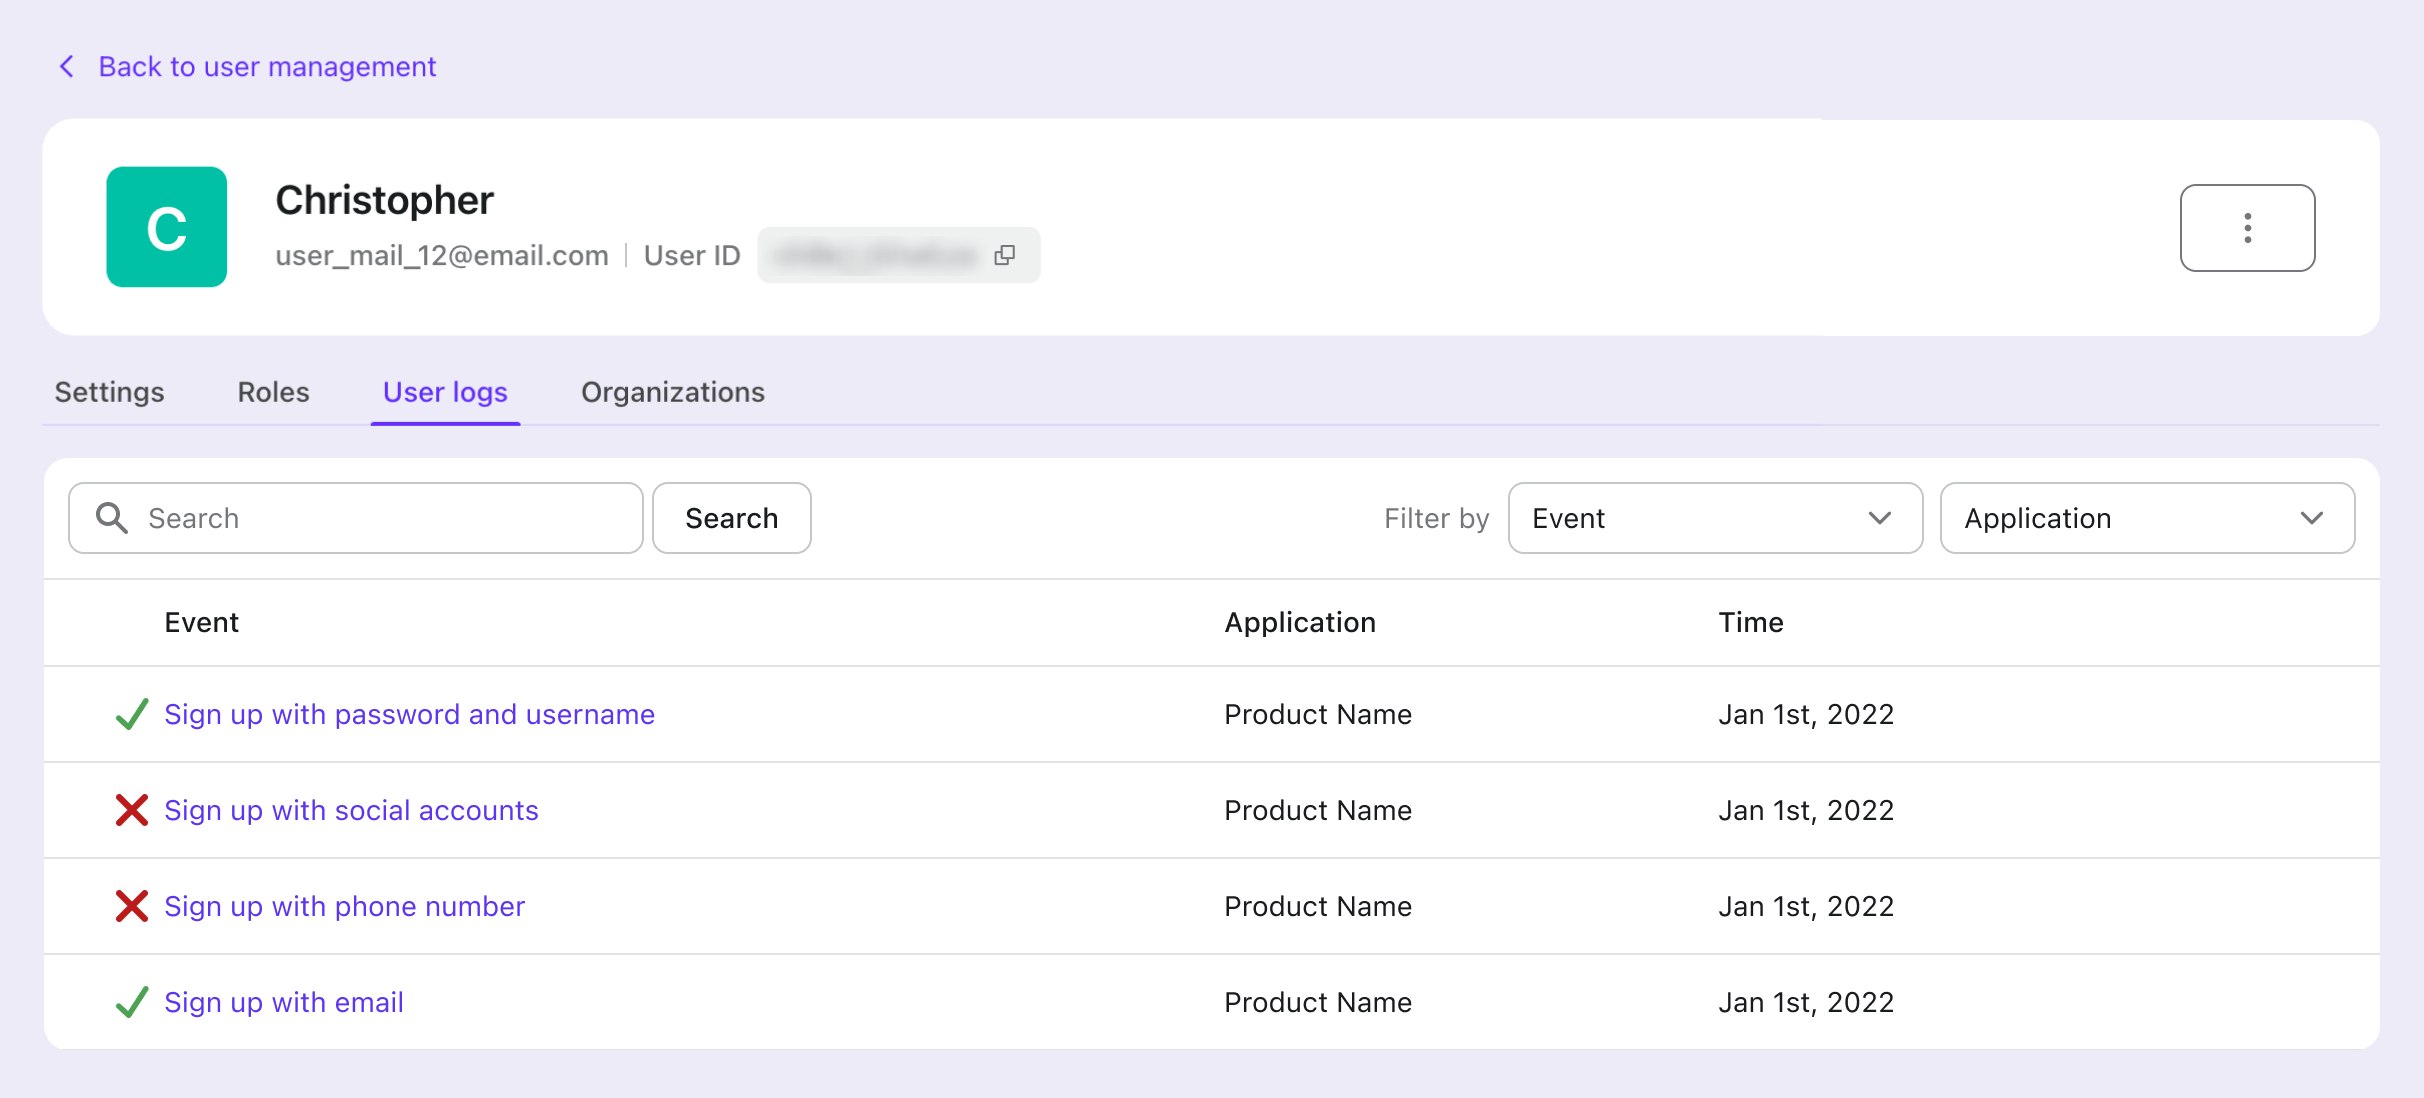 Back to user management
C
Christopher
user_mail_12@email.com User ID
Settings Roles User logs Organizations
Search Search Filter by Event Application
Event Application Time
Sign up with password and username Product Name Jan 1st, 2022
Sign up with social accounts Product Name Jan 1st, 2022
Sign up with phone number Product Name Jan 1st, 2022
Sign up with email Product Name Jan 1st, 2022